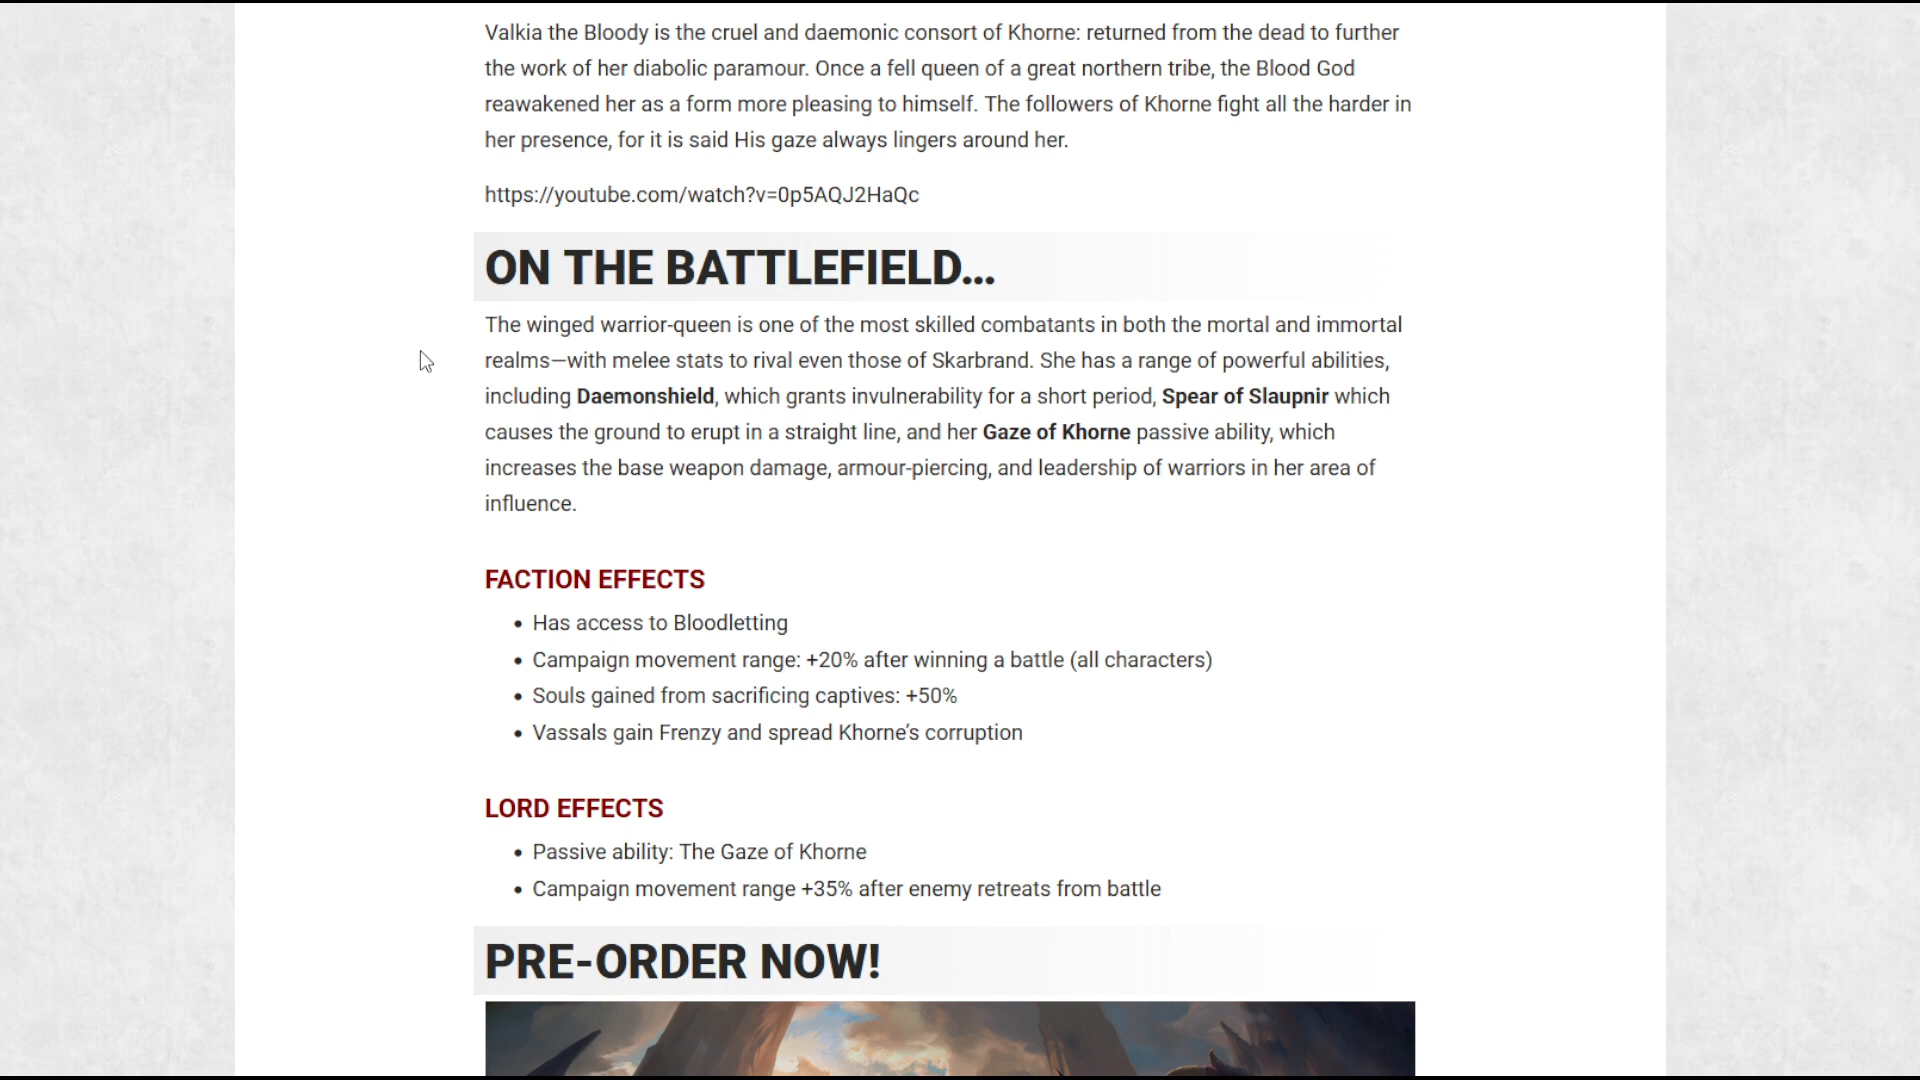 Valkia the Bloody is the cruel and daemonic consort of Khorne: returned from the dead to further
the work of her diabolic paramour. Once a fell queen of a great northern tribe, the Blood God
reawakened her as a form more pleasing to himself. The followers of Khorne fight all the harder in
her presence, for it is said His gaze always lingers around her.
https://youtube.com/watch?v=0p5AQJ2HaQc
ON THE BATTLEFIELD…
The winged warrior-queen is one of the most skilled combatants in both the mortal and immortal
realms—with melee stats to rival even those of Skarbrand. She has a range of powerful abilities,
including Daemonshield, which grants invulnerability for a short period, Spear of Slaupnir which
causes the ground to erupt in a straight line, and her Gaze of Khorne passive ability, which
increases the base weapon damage, armour-piercing, and leadership of warriors in her area of
influence.
FACTION EFFECTS
• Has access to Bloodletting
• Campaign movement range: +20% after winning a battle (all characters)
• Souls gained from sacrificing captives: +50%
• Vassals gain Frenzy and spread Khorne’s corruption
LORD EFFECTS
• Passive ability: The Gaze of Khorne
• Campaign movement range +35% after enemy retreats from battle
PRE-ORDER NOW!